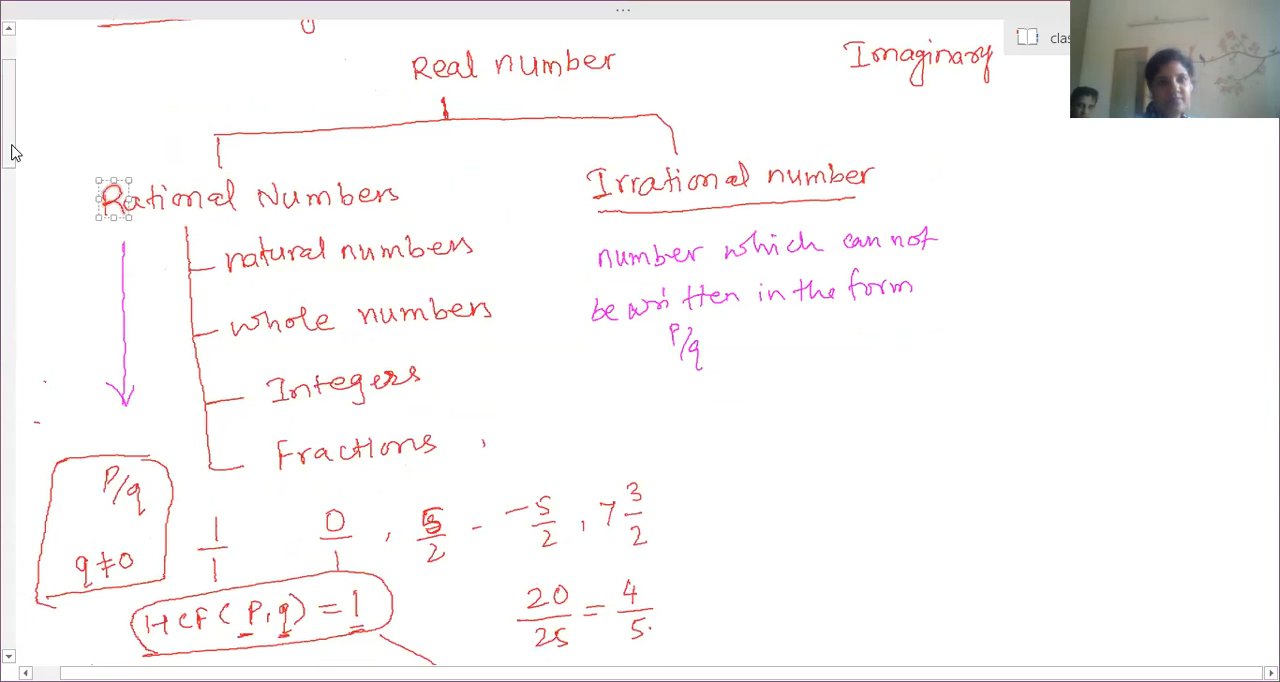 Real number
Imaginary
clas
Rational Numbers
Irrational number
natural numbers
number which can not
be written in the form
P/q
whole numbers
Integers
Fractions ,
P/q
q ≠ 0
1/1 0/1 , 5/2 - -5/2 , 7 3/2
HCF (P,q) = 1
20/25 = 4/5.